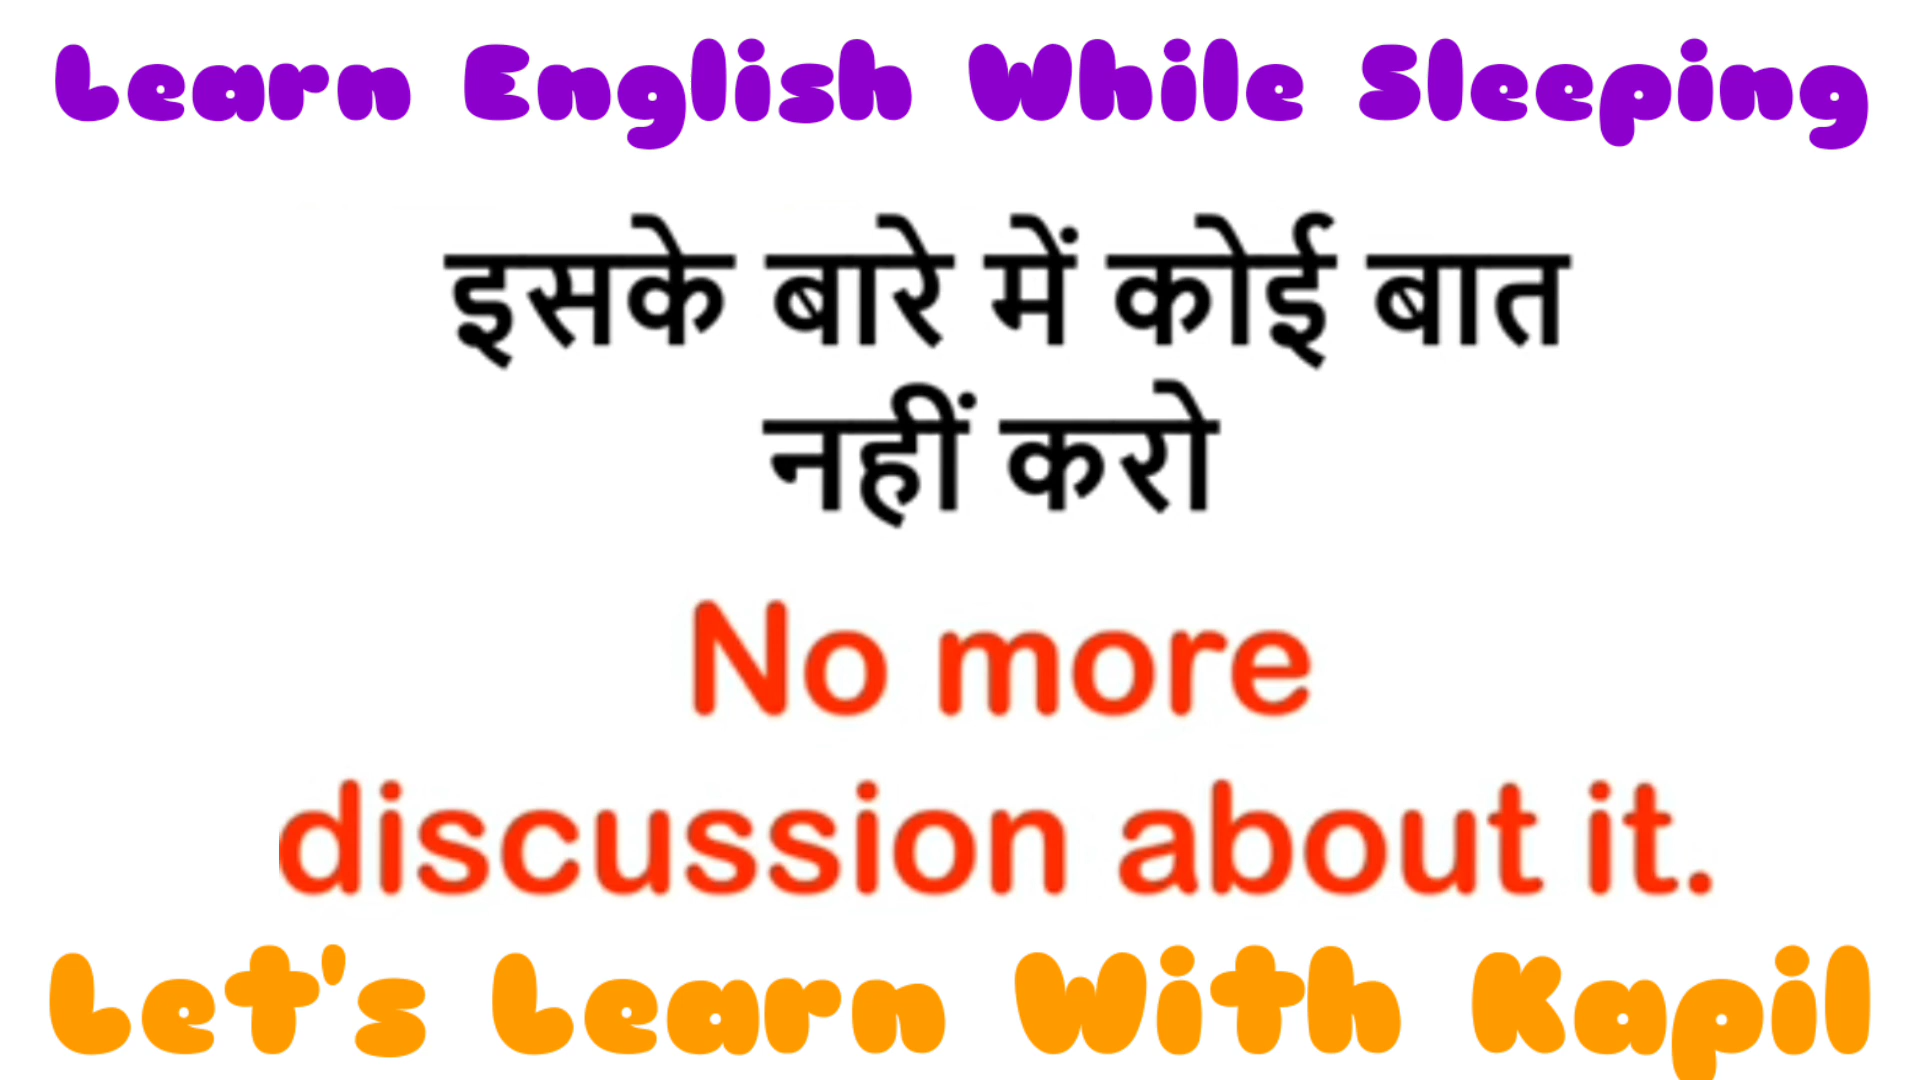 Learn English While Sleeping
इसके बारे में कोई बात
नहीं करो
No more
discussion about it.
Let's Learn With Kapil